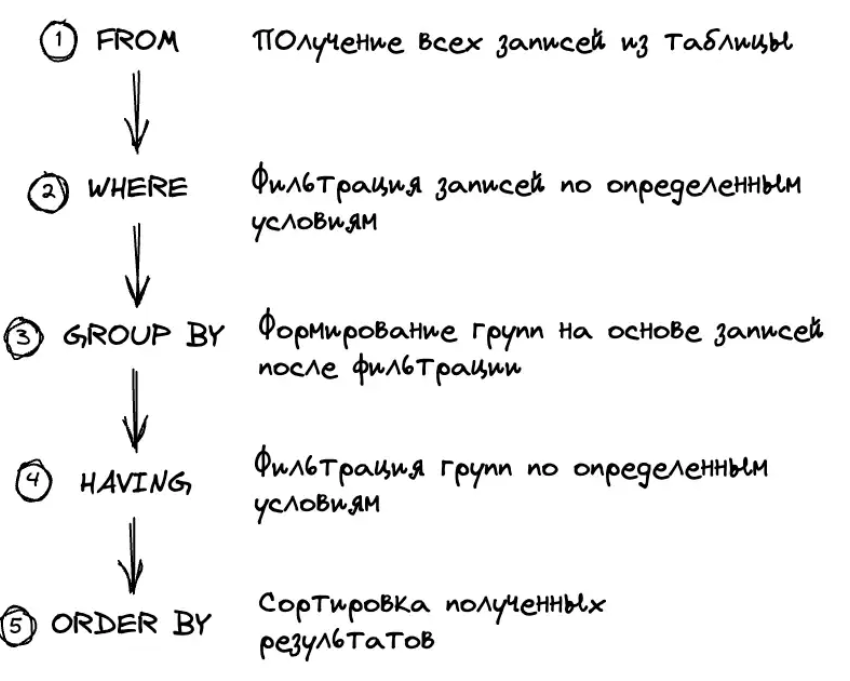 1 FROM Получение всех записей из таблицы
2 WHERE Фильтрация записей по определенным
условиям
3 GROUP BY Формирование групп на основе записей
после фильтрации
4 HAVING Фильтрация групп по определенным
условиям
5 ORDER BY Сортировка полученных
результатов